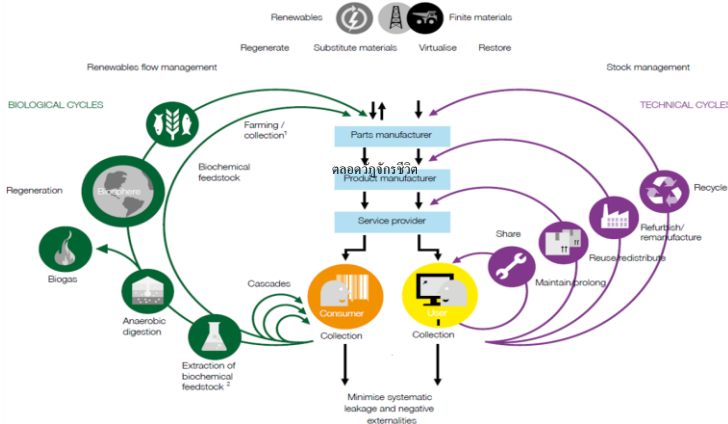 Renewables
Finite materials
Regenerate
Substitute materials
Virtualise
Restore
Renewables flow management
Stock management
BIOLOGICAL CYCLES
TECHNICAL CYCLES
Farming /
collection¹
Parts manufacturer
Biochemical
feedstock
ตลอดวัฏจักรชีวิต
Product manufacturer
Regeneration
Biosphere
Recycle
Service provider
Share
Refurbish/
remanufacture
Reuse/redistribute
Biogas
Cascades
Maintain/prolong
Anaerobic
digestion
Consumer
User
Collection
Collection
Extraction of
biochemical
feedstock ²
Minimise systematic
leakage and negative
externalities